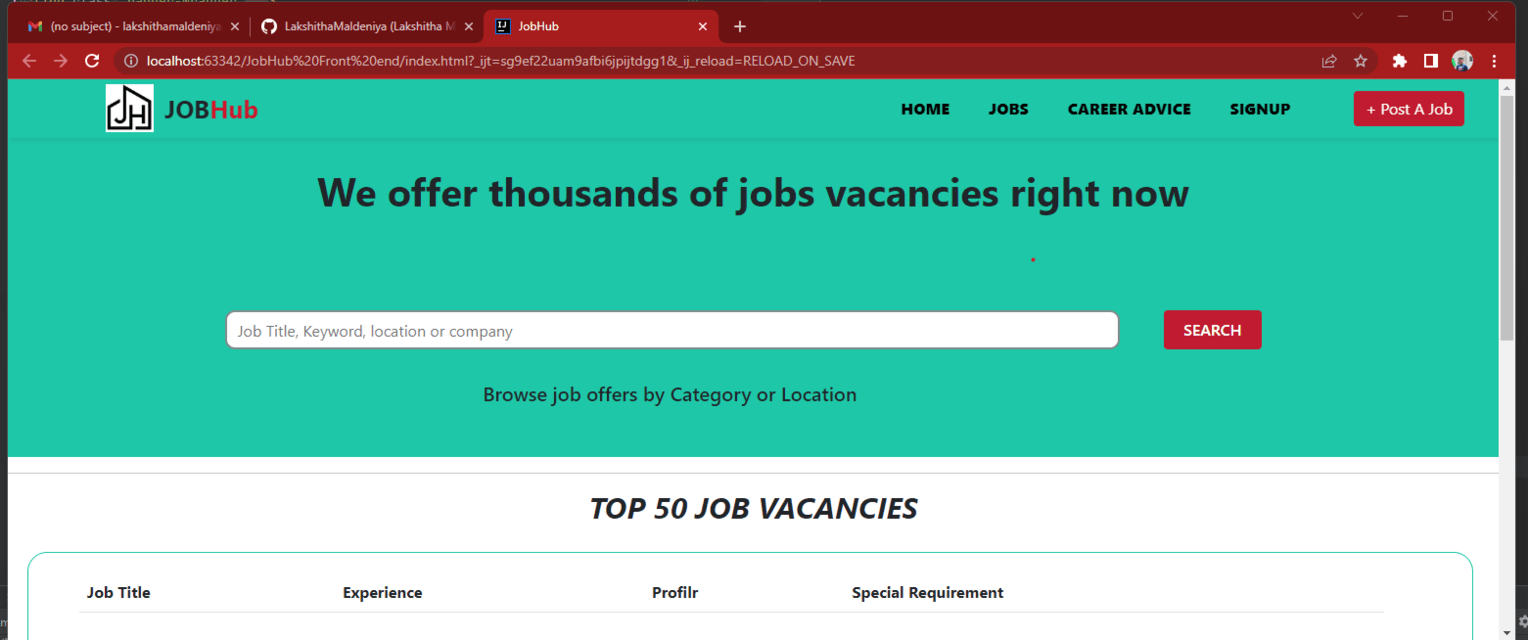 (no subject) - lakshithamaldeniya
LakshithaMaldeniya (Lakshitha M
JobHub
localhost:63342/JobHub%20Front%20end/index.html?_ijt=sg9ef22uam9afbi6jpijtdgg1&_ij_reload=RELOAD_ON_SAVE
JH JOBHub HOME JOBS CAREER ADVICE SIGNUP + Post A Job
We offer thousands of jobs vacancies right now
Job Title, Keyword, location or company SEARCH
Browse job offers by Category or Location
TOP 50 JOB VACANCIES
Job Title Experience Profilr Special Requirement